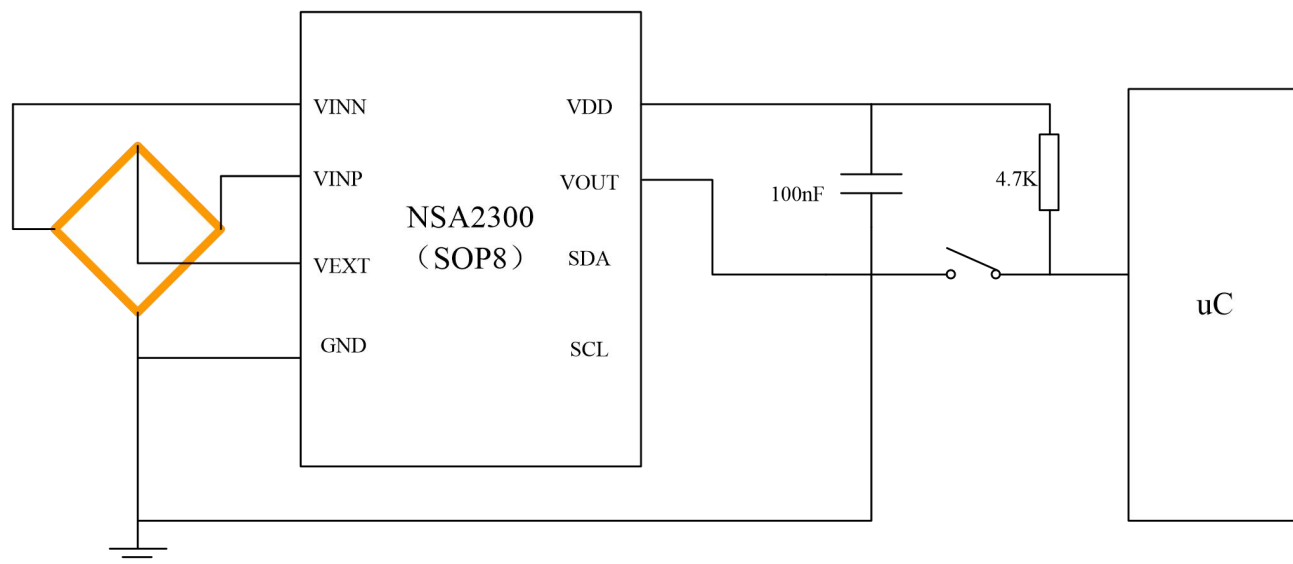 VINN
VDD
VINP
VOUT
100nF
4.7K
NSA2300
（SOP8）
VEXT
SDA
uC
GND
SCL